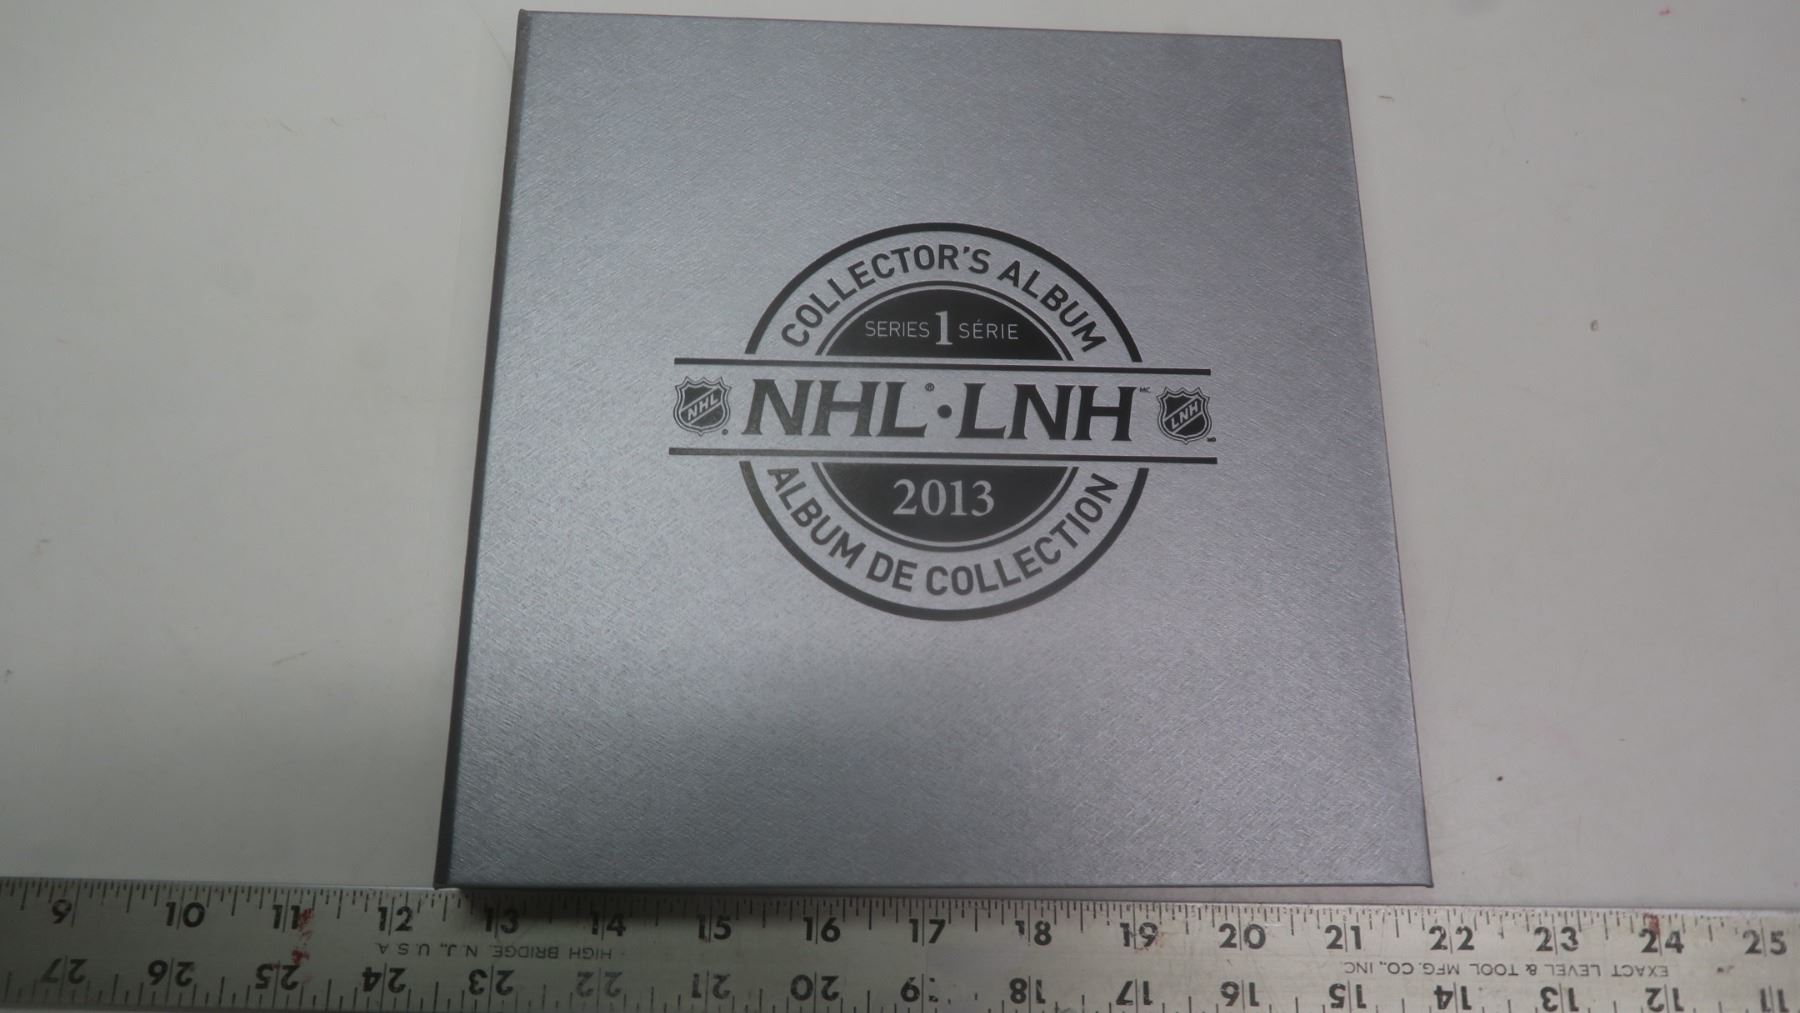 COLLECTOR'S ALBUM
SERIES 1 SÉRIE
NHL NHL®·LNH MC LNH
2013
ALBUM DE COLLECTION
9 10 11 12 13 14 15 16 17 18 19 20 21 22 23 24 25
HIGH BRIDGE, N.J., U.S.A
EXACT LEVEL & TOOL MFG. CO., INC
27 26 25 24 23 22 21 20 19 18 17 16 15 14 13 12 11